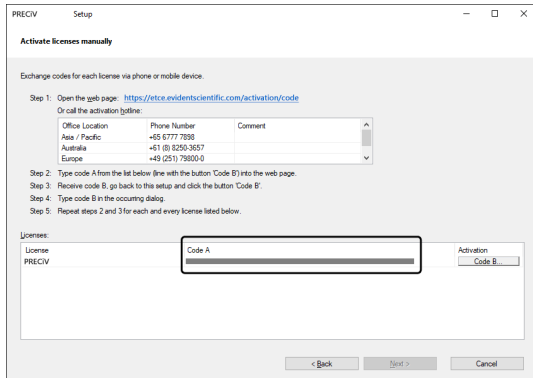 PRECiV Setup
Activate licenses manually
Exchange codes for each license via phone or mobile device.
Step 1: Open the web page: https://etce.evidentscientific.com/activation/code
Or call the activation hotline:
Office Location Phone Number Comment
Asia / Pacific +65 6777 7898
Australia +61 (8) 8250-3657
Europe +49 (251) 79800-0
Step 2: Type code A from the list below (line with the button 'Code B') into the web page.
Step 3: Receive code B, go back to this setup and click the button 'Code B'.
Step 4: Type code B in the occurring dialog.
Step 5: Repeat steps 2 and 3 for each and every license listed below.
Licenses:
License Code A Activation
PRECiV Code B...
< Back Next > Cancel